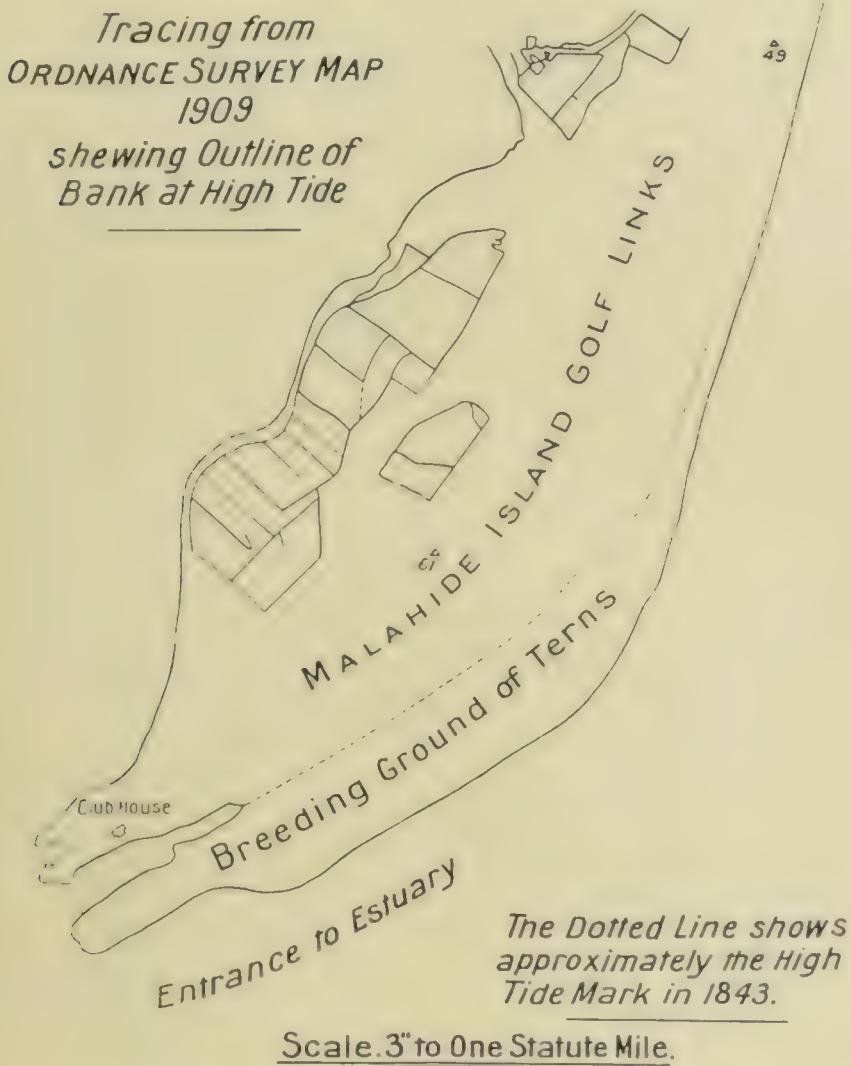 Tracing from
ORDNANCE SURVEY MAP
1909
shewing Outline of
Bank at High Tide
49
MALAHIDE ISLAND GOLF LINKS
61
Breeding Ground of Terns
Club House
Entrance to Estuary
The Dotted Line shows
approximately the High
Tide Mark in 1843.
Scale. 3" to One Statute Mile.